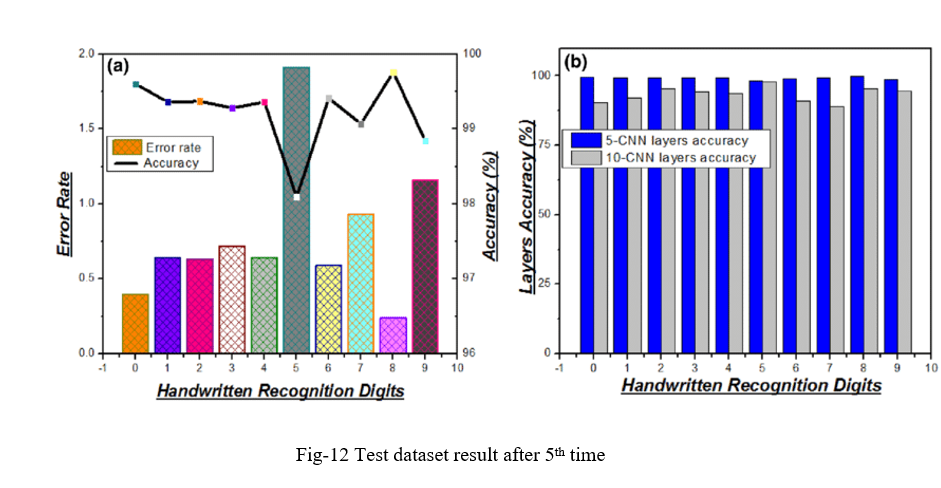 (a)
2.0
1.5
1.0
0.5
0.0
Error Rate
Error rate
Accuracy
100
99
98
97
96
Accuracy (%)
-1 0 1 2 3 4 5 6 7 8 9 10
Handwritten Recognition Digits
(b)
100
75
50
25
0
Layers Accuracy (%)
5-CNN layers accuracy
10-CNN layers accuracy
-1 0 1 2 3 4 5 6 7 8 9 10
Handwritten Recognition Digits
Fig-12 Test dataset result after 5th time